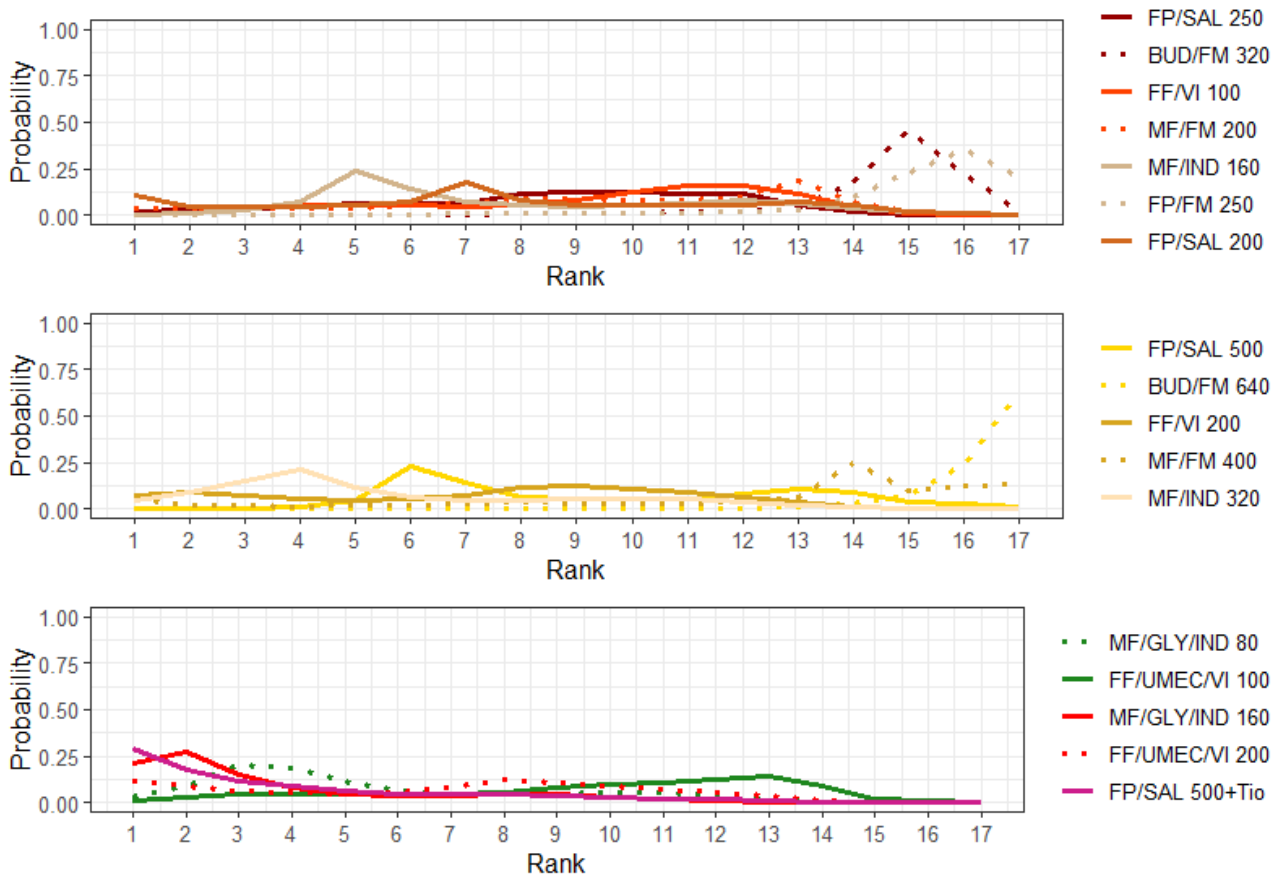 1.00
0.75
0.50
0.25
0.00
Probability
1 2 3 4 5 6 7 8 9 10 11 12 13 14 15 16 17
Rank
FP/SAL 250
BUD/FM 320
FF/VI 100
MF/FM 200
MF/IND 160
FP/FM 250
FP/SAL 200
1.00
0.75
0.50
0.25
0.00
Probability
1 2 3 4 5 6 7 8 9 10 11 12 13 14 15 16 17
Rank
FP/SAL 500
BUD/FM 640
FF/VI 200
MF/FM 400
MF/IND 320
1.00
0.75
0.50
0.25
0.00
Probability
1 2 3 4 5 6 7 8 9 10 11 12 13 14 15 16 17
Rank
MF/GLY/IND 80
FF/UMEC/VI 100
MF/GLY/IND 160
FF/UMEC/VI 200
FP/SAL 500+Tio